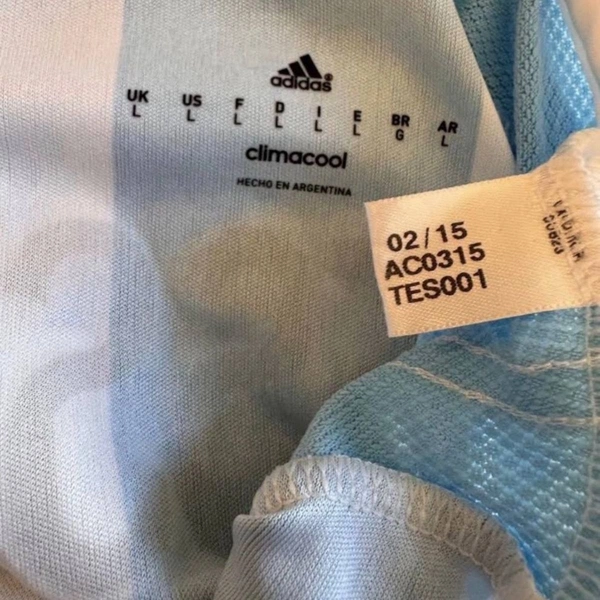 adidas®
UK US F D I E BR AR
L L L L L L G L
climacool
HECHO EN ARGENTINA
02/15
AC0315
TES001